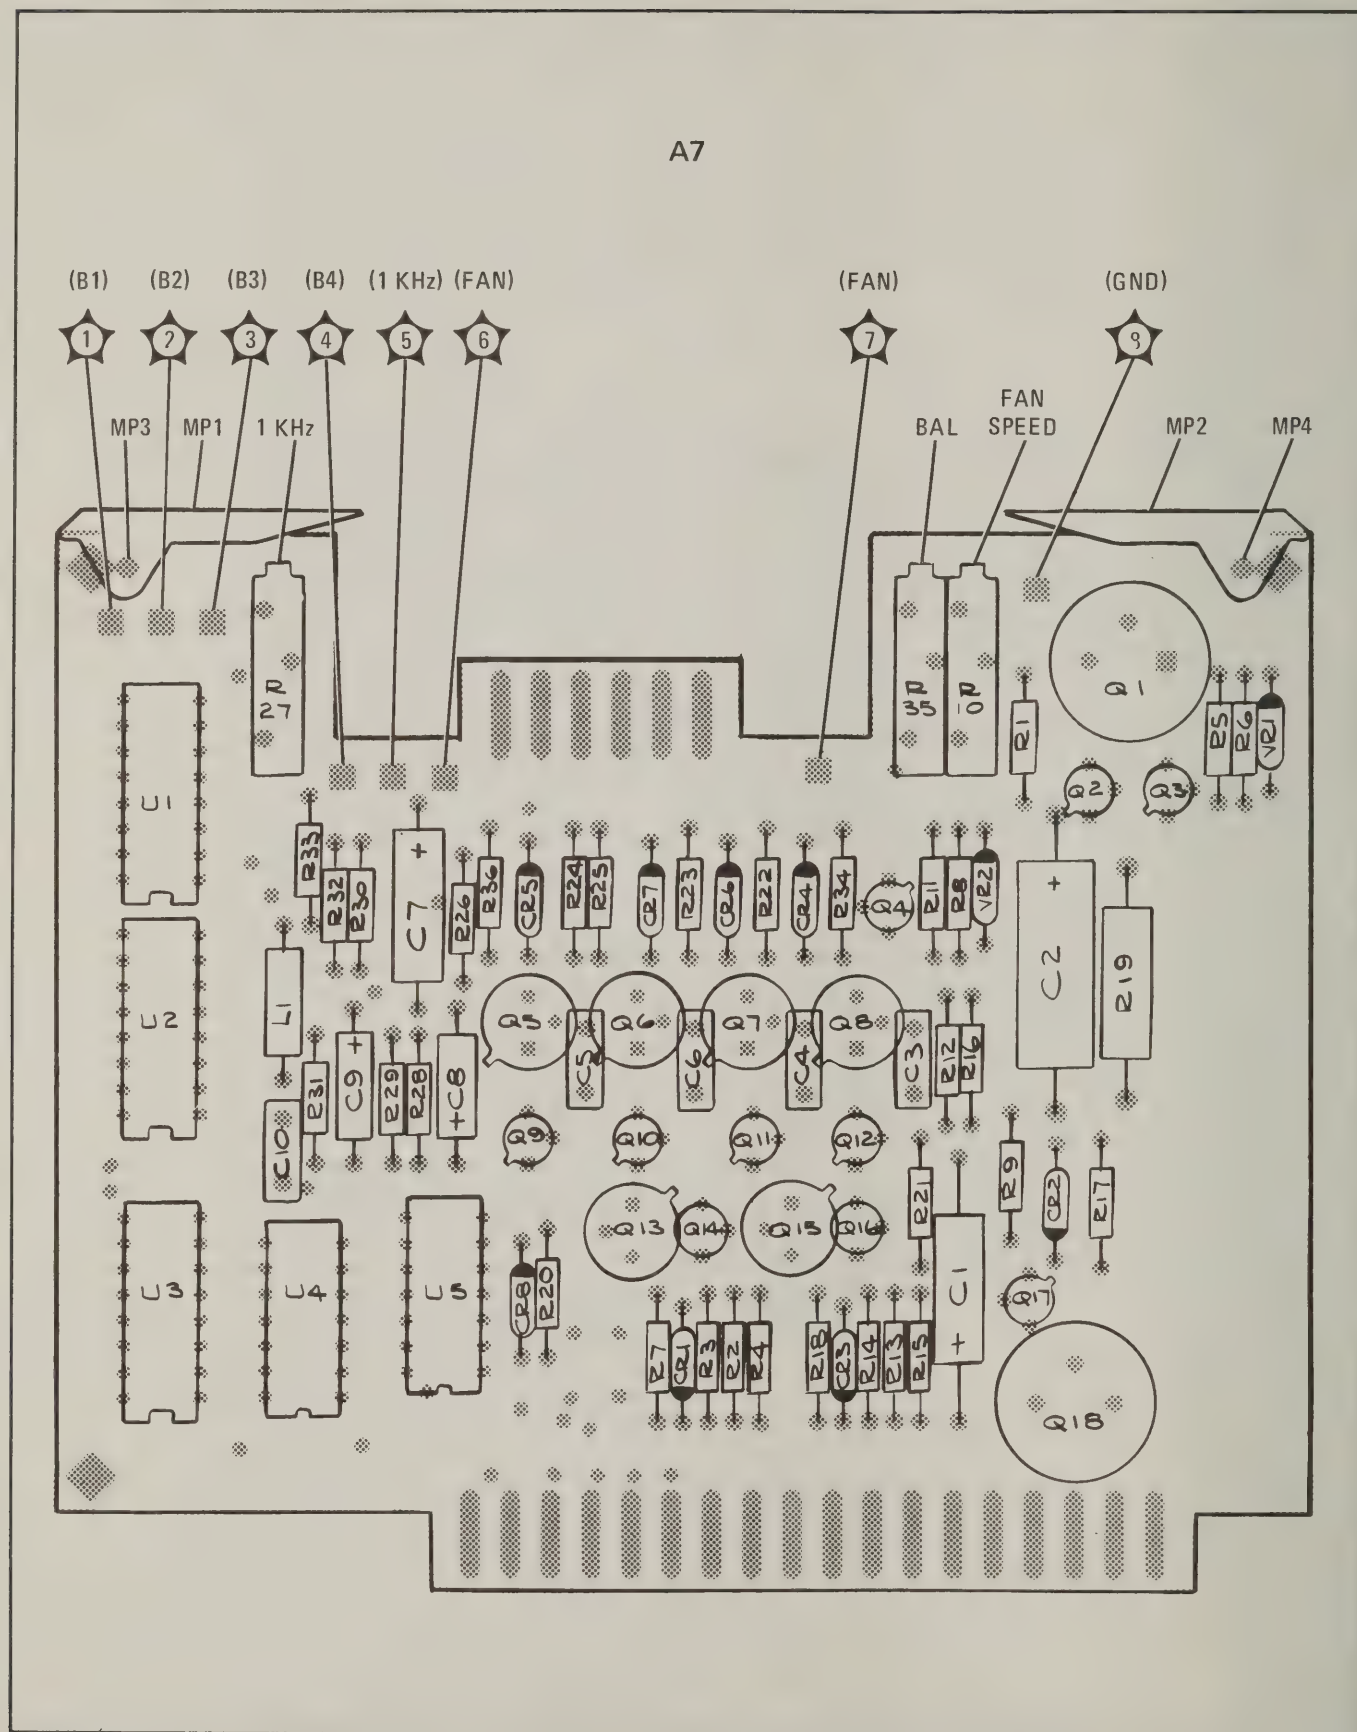 A7
(B1) (B2) (B3) (B4) (1 KHz) (FAN) (FAN) (GND)
1 2 3 4 5 6 7 8
FAN
MP3 MP1 1 KHz BAL SPEED MP2 MP4
R
27
R
35
R
10
R1
Q1
R5
R6
VR1
Q2
Q3
U1
R33
R32
R30
+
C7
R26
R36
CR5
R24
R25
CR7
R23
CR6
R22
CR4
R34
Q4
R11
R8
VR2
+
C2
R19
U2
L1
R31
C9 +
R29
R28
+C8
Q5
C5
Q6
C6
Q7
C4
Q8
C3
R12
R16
C10
Q9
Q10
Q11
Q12
R21
R9
CR2
R17
Q13
Q14
Q15
Q16
U3
U4
U5
CR8
R20
C1
+
Q17
R7
CR1
R3
R2
R4
R18
CR3
R14
R13
R15
Q18